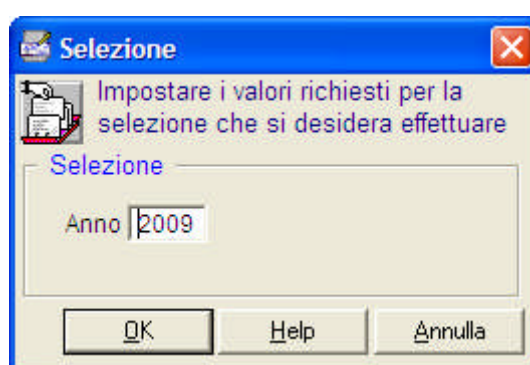 Selezione
Impostare i valori richiesti per la
selezione che si desidera effettuare
Selezione
Anno 2009
OK Help Annulla